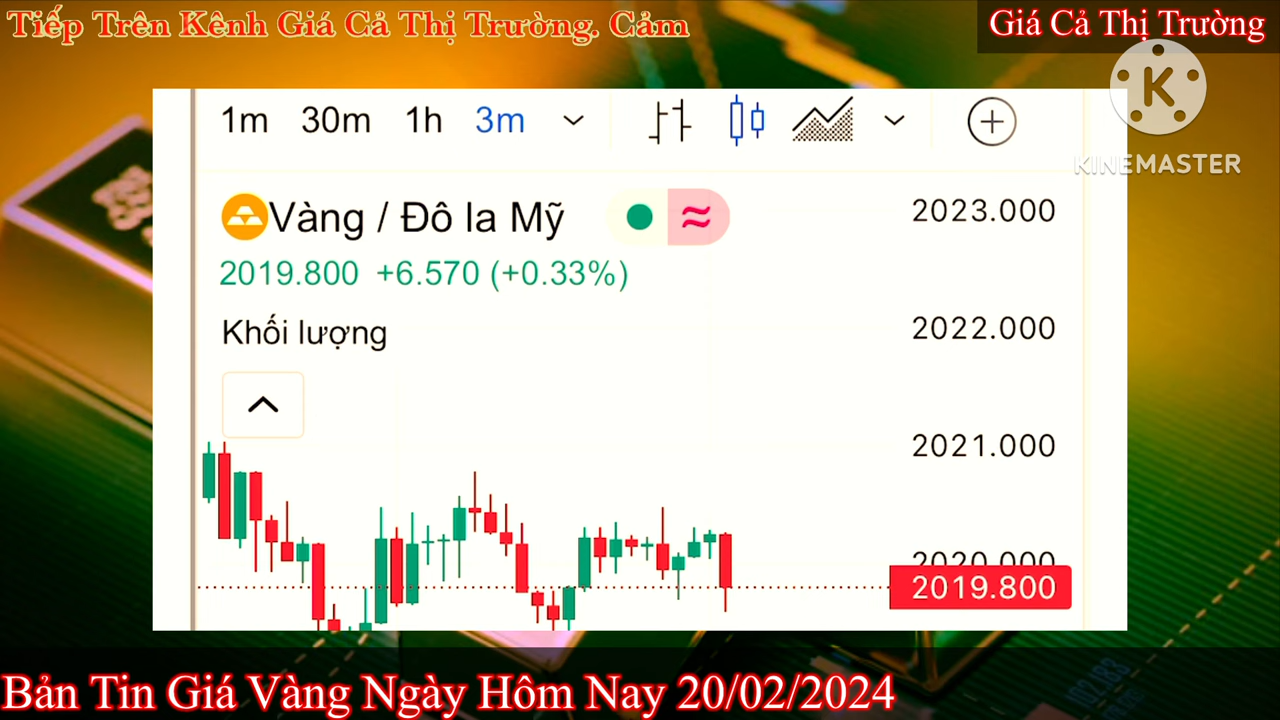 Tiếp Trên Kênh Giá Cả Thị Trường. Cảm
Giá Cả Thị Trường
K
KINEMASTER
1m 30m 1h 3m
Vàng / Đô la Mỹ
2019.800 +6.570 (+0.33%)
Khối lượng
2023.000
2022.000
2021.000
2020.000
2019.800
Bản Tin Giá Vàng Ngày Hôm Nay 20/02/2024